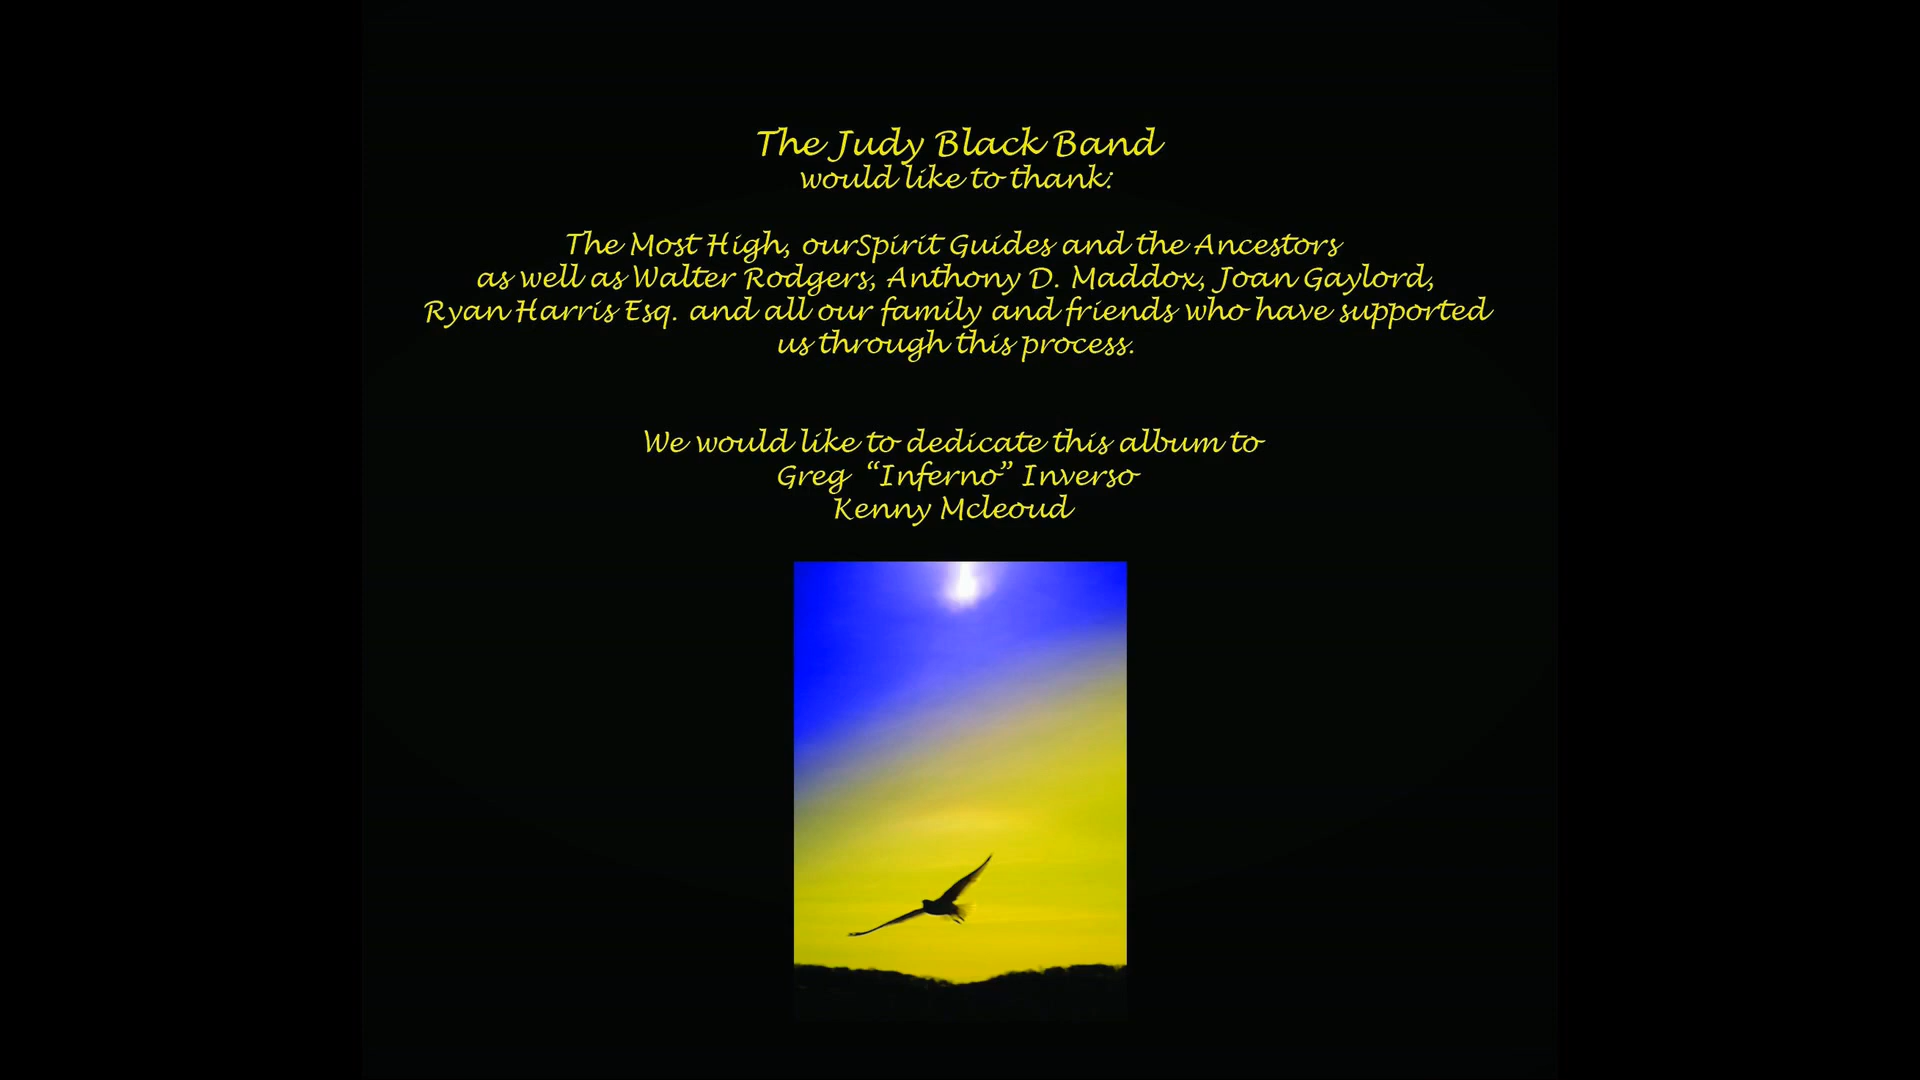 The Judy Black Band
would like to thank:
The Most High, ourSpirit Guides and the Ancestors
as well as Walter Rodgers, Anthony D. Maddox, Joan Gaylord,
Ryan Harris Esq. and all our family and friends who have supported
us through this process.
We would like to dedicate this album to
Greg “Inferno” Inverso
Kenny Mcleoud